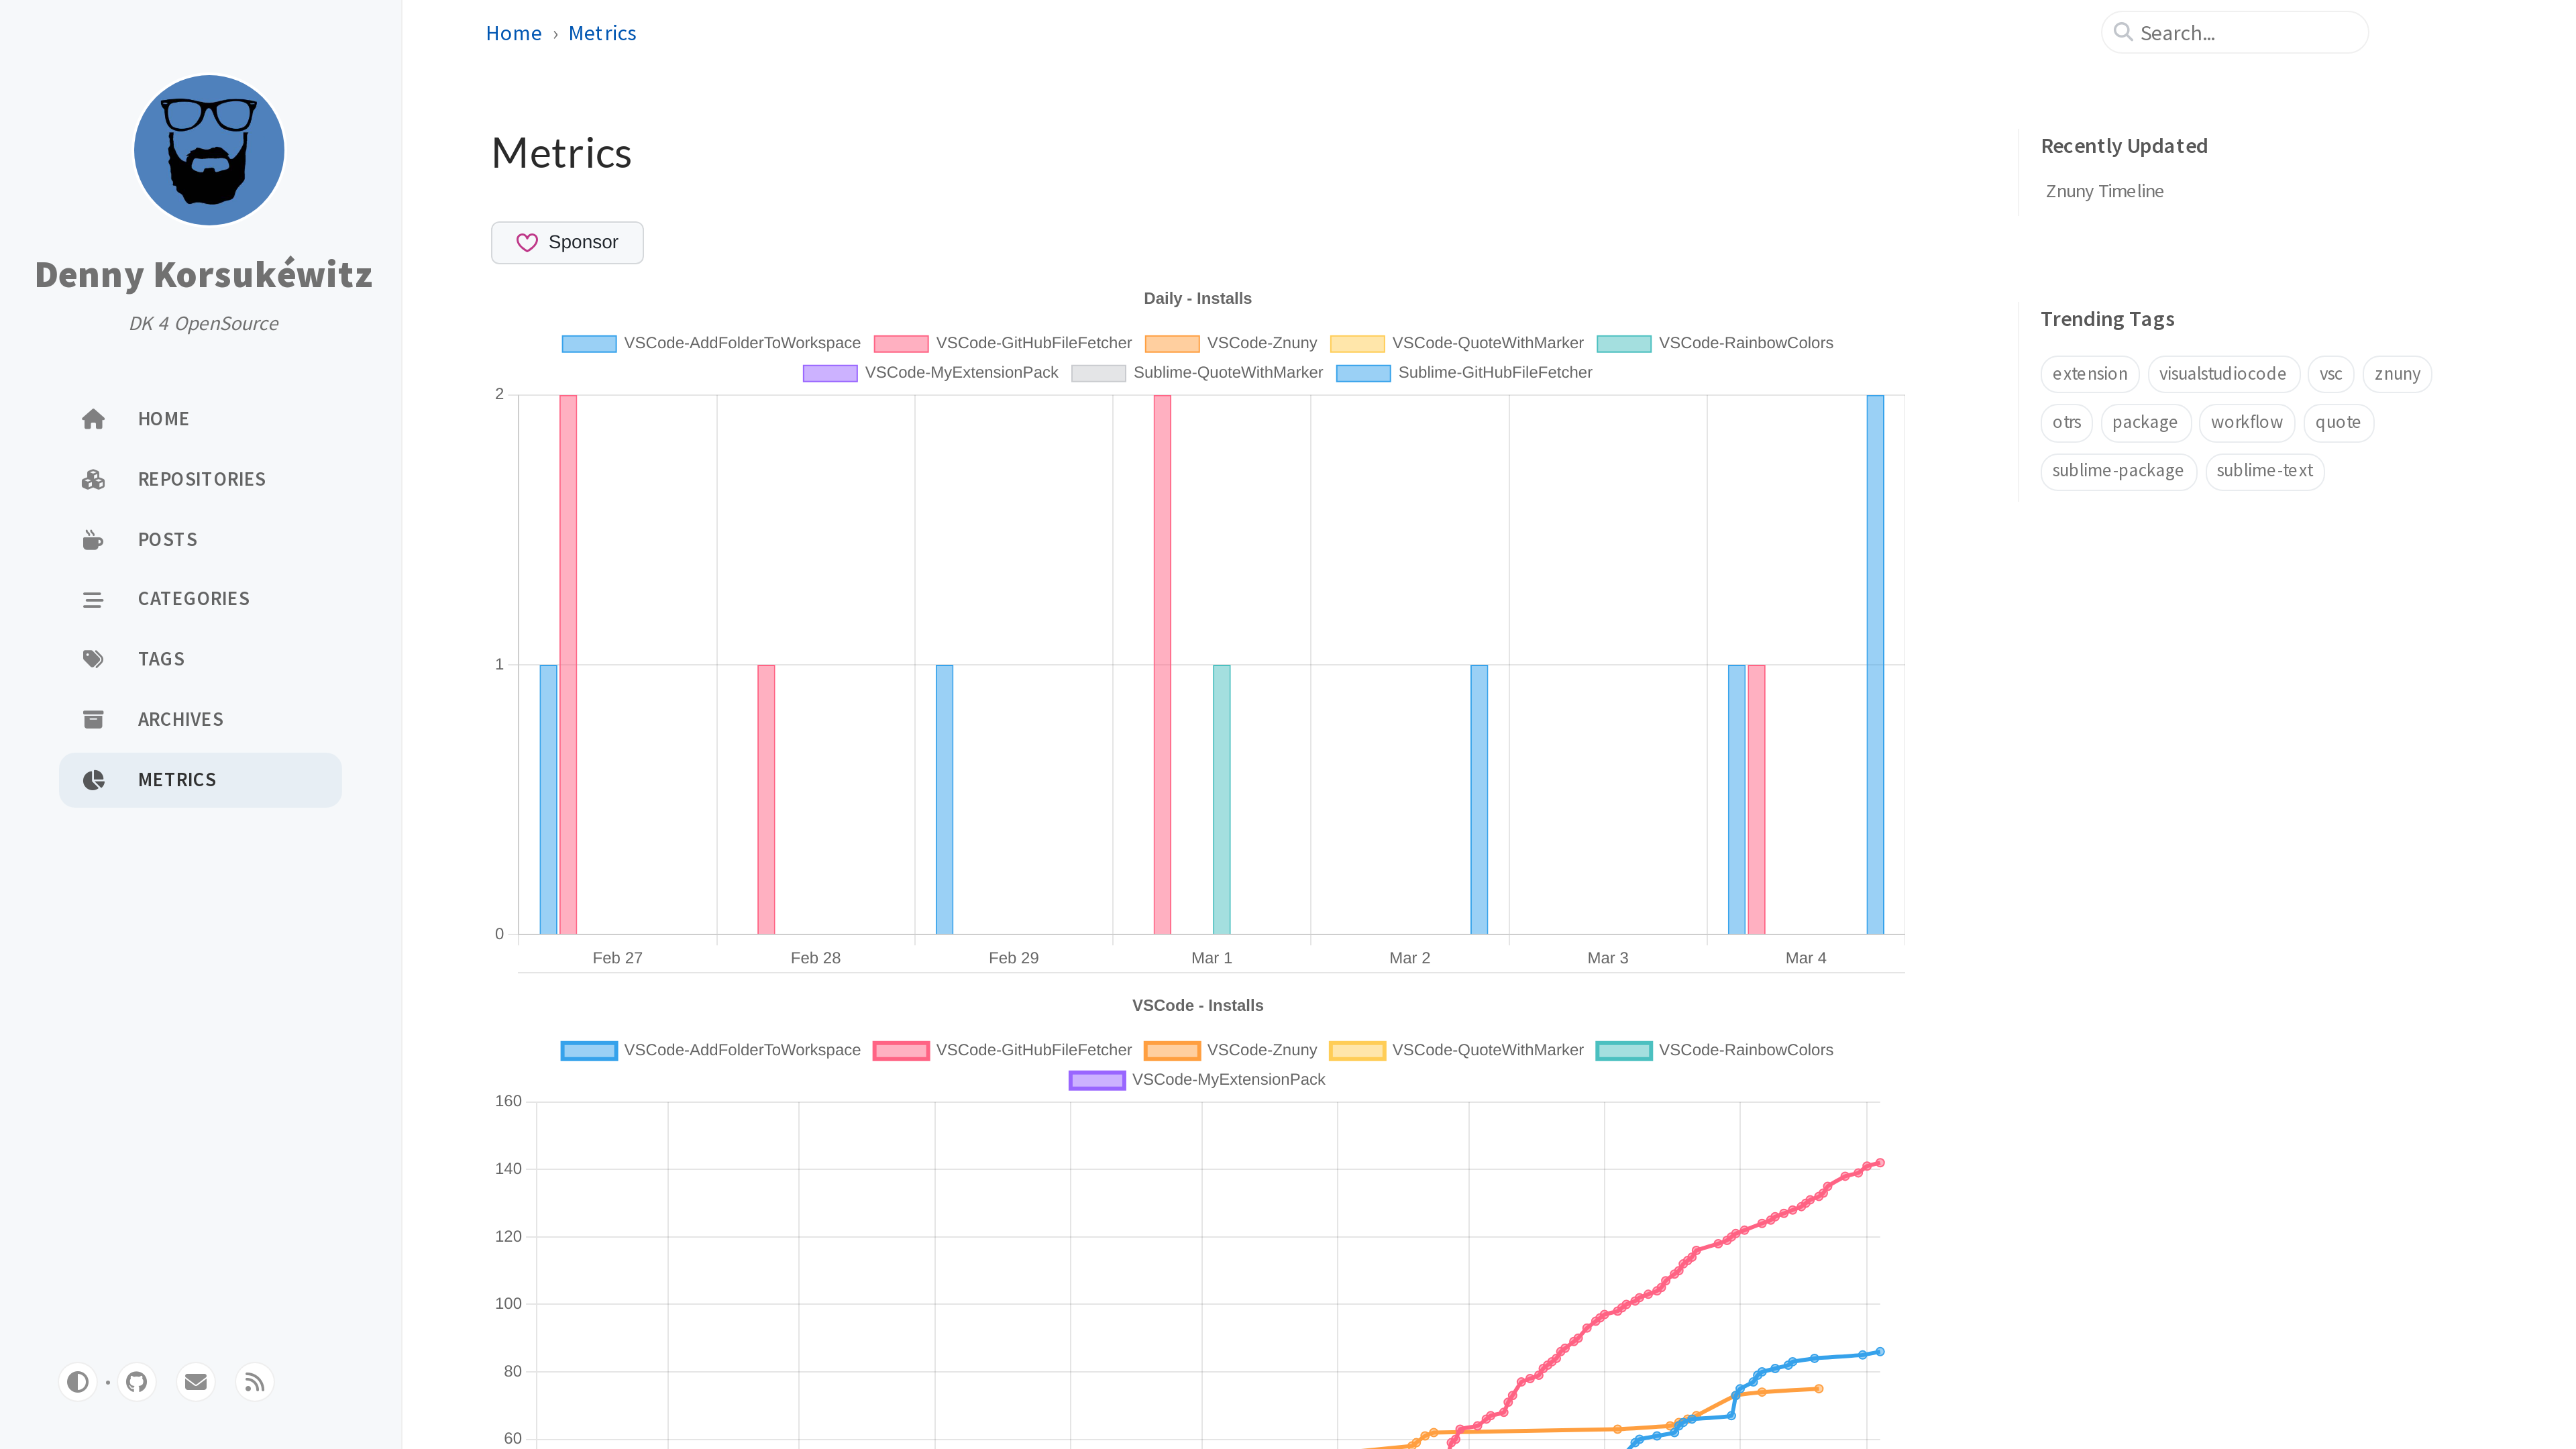 Denny Korsukéwitz
DK 4 OpenSource
HOME
REPOSITORIES
POSTS
CATEGORIES
TAGS
ARCHIVES
METRICS
Home › Metrics
Search...
Metrics
Sponsor
Daily - Installs
VSCode-AddFolderToWorkspace VSCode-GitHubFileFetcher VSCode-Znuny VSCode-QuoteWithMarker VSCode-RainbowColors
VSCode-MyExtensionPack Sublime-QuoteWithMarker Sublime-GitHubFileFetcher
2
1
0
Feb 27 Feb 28 Feb 29 Mar 1 Mar 2 Mar 3 Mar 4
VSCode - Installs
VSCode-AddFolderToWorkspace VSCode-GitHubFileFetcher VSCode-Znuny VSCode-QuoteWithMarker VSCode-RainbowColors
VSCode-MyExtensionPack
160
140
120
100
80
60
Recently Updated
Znuny Timeline
Trending Tags
extension visualstudiocode vsc znuny
otrs package workflow quote
sublime-package sublime-text